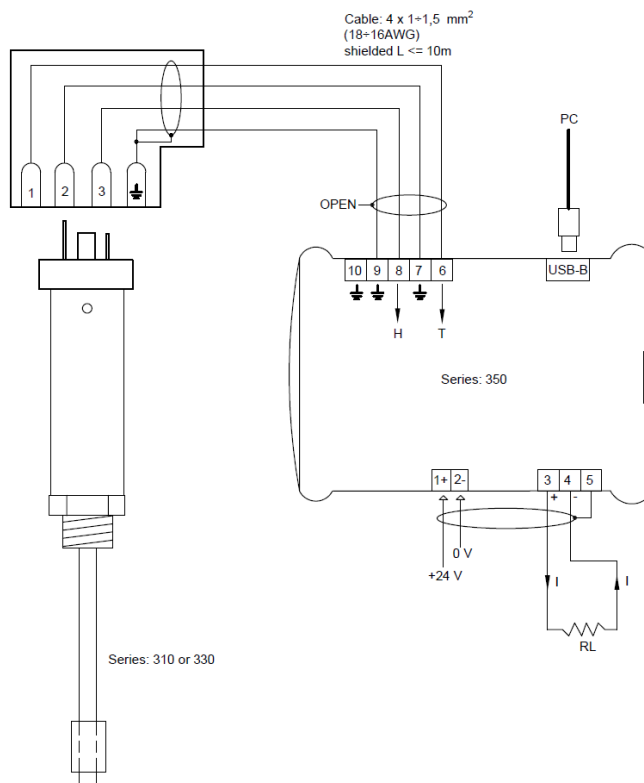 Cable: 4 x 1÷1,5 mm²
(18÷16AWG)
shielded L <= 10m
PC
1 2 3
OPEN
10 9 8 7 6
USB-B
H T
Series: 350
1+ 2- 3 4 5
+ -
0 V
+24 V
I I
RL
Series: 310 or 330